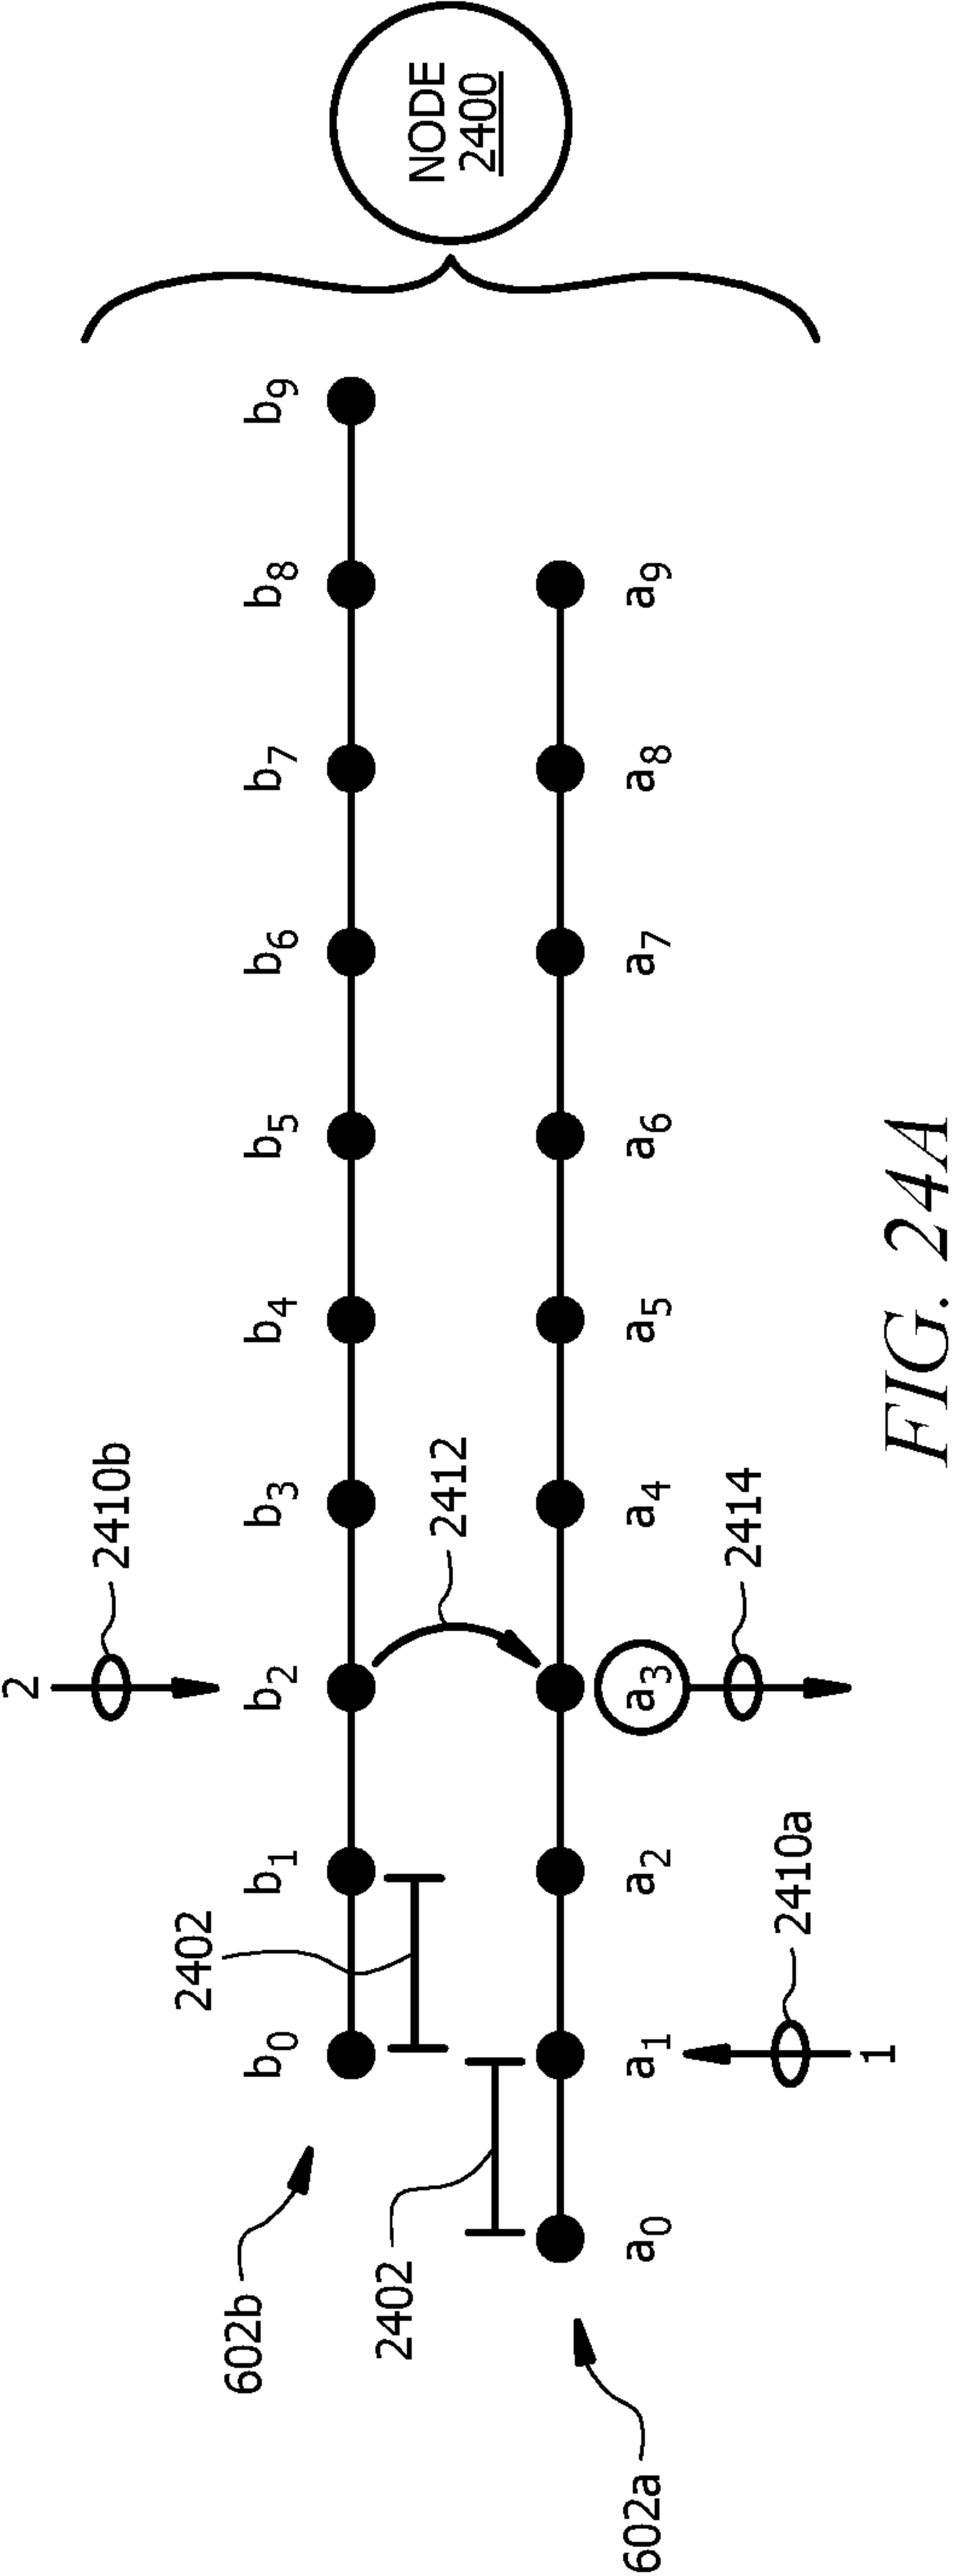 2
2410b
b₀ b₁ b₂ b₃ b₄ b₅ b₆ b₇ b₈ b₉
602b
2402
2412
2402
NODE
2400
a₀ a₁ a₂ a₃ a₄ a₅ a₆ a₇ a₈ a₉
602a
2410a
2414
1
FIG. 24A